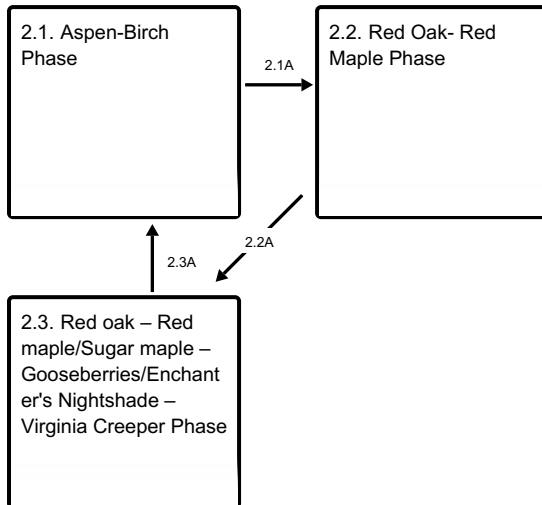 2.1. Aspen-Birch
Phase
2.1A
2.2. Red Oak- Red
Maple Phase
2.2A
2.3A
2.3. Red oak – Red
maple/Sugar maple –
Gooseberries/Enchant
er's Nightshade –
Virginia Creeper Phase